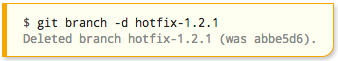 $ git branch -d hotfix-1.2.1
Deleted branch hotfix-1.2.1 (was abbe5d6).